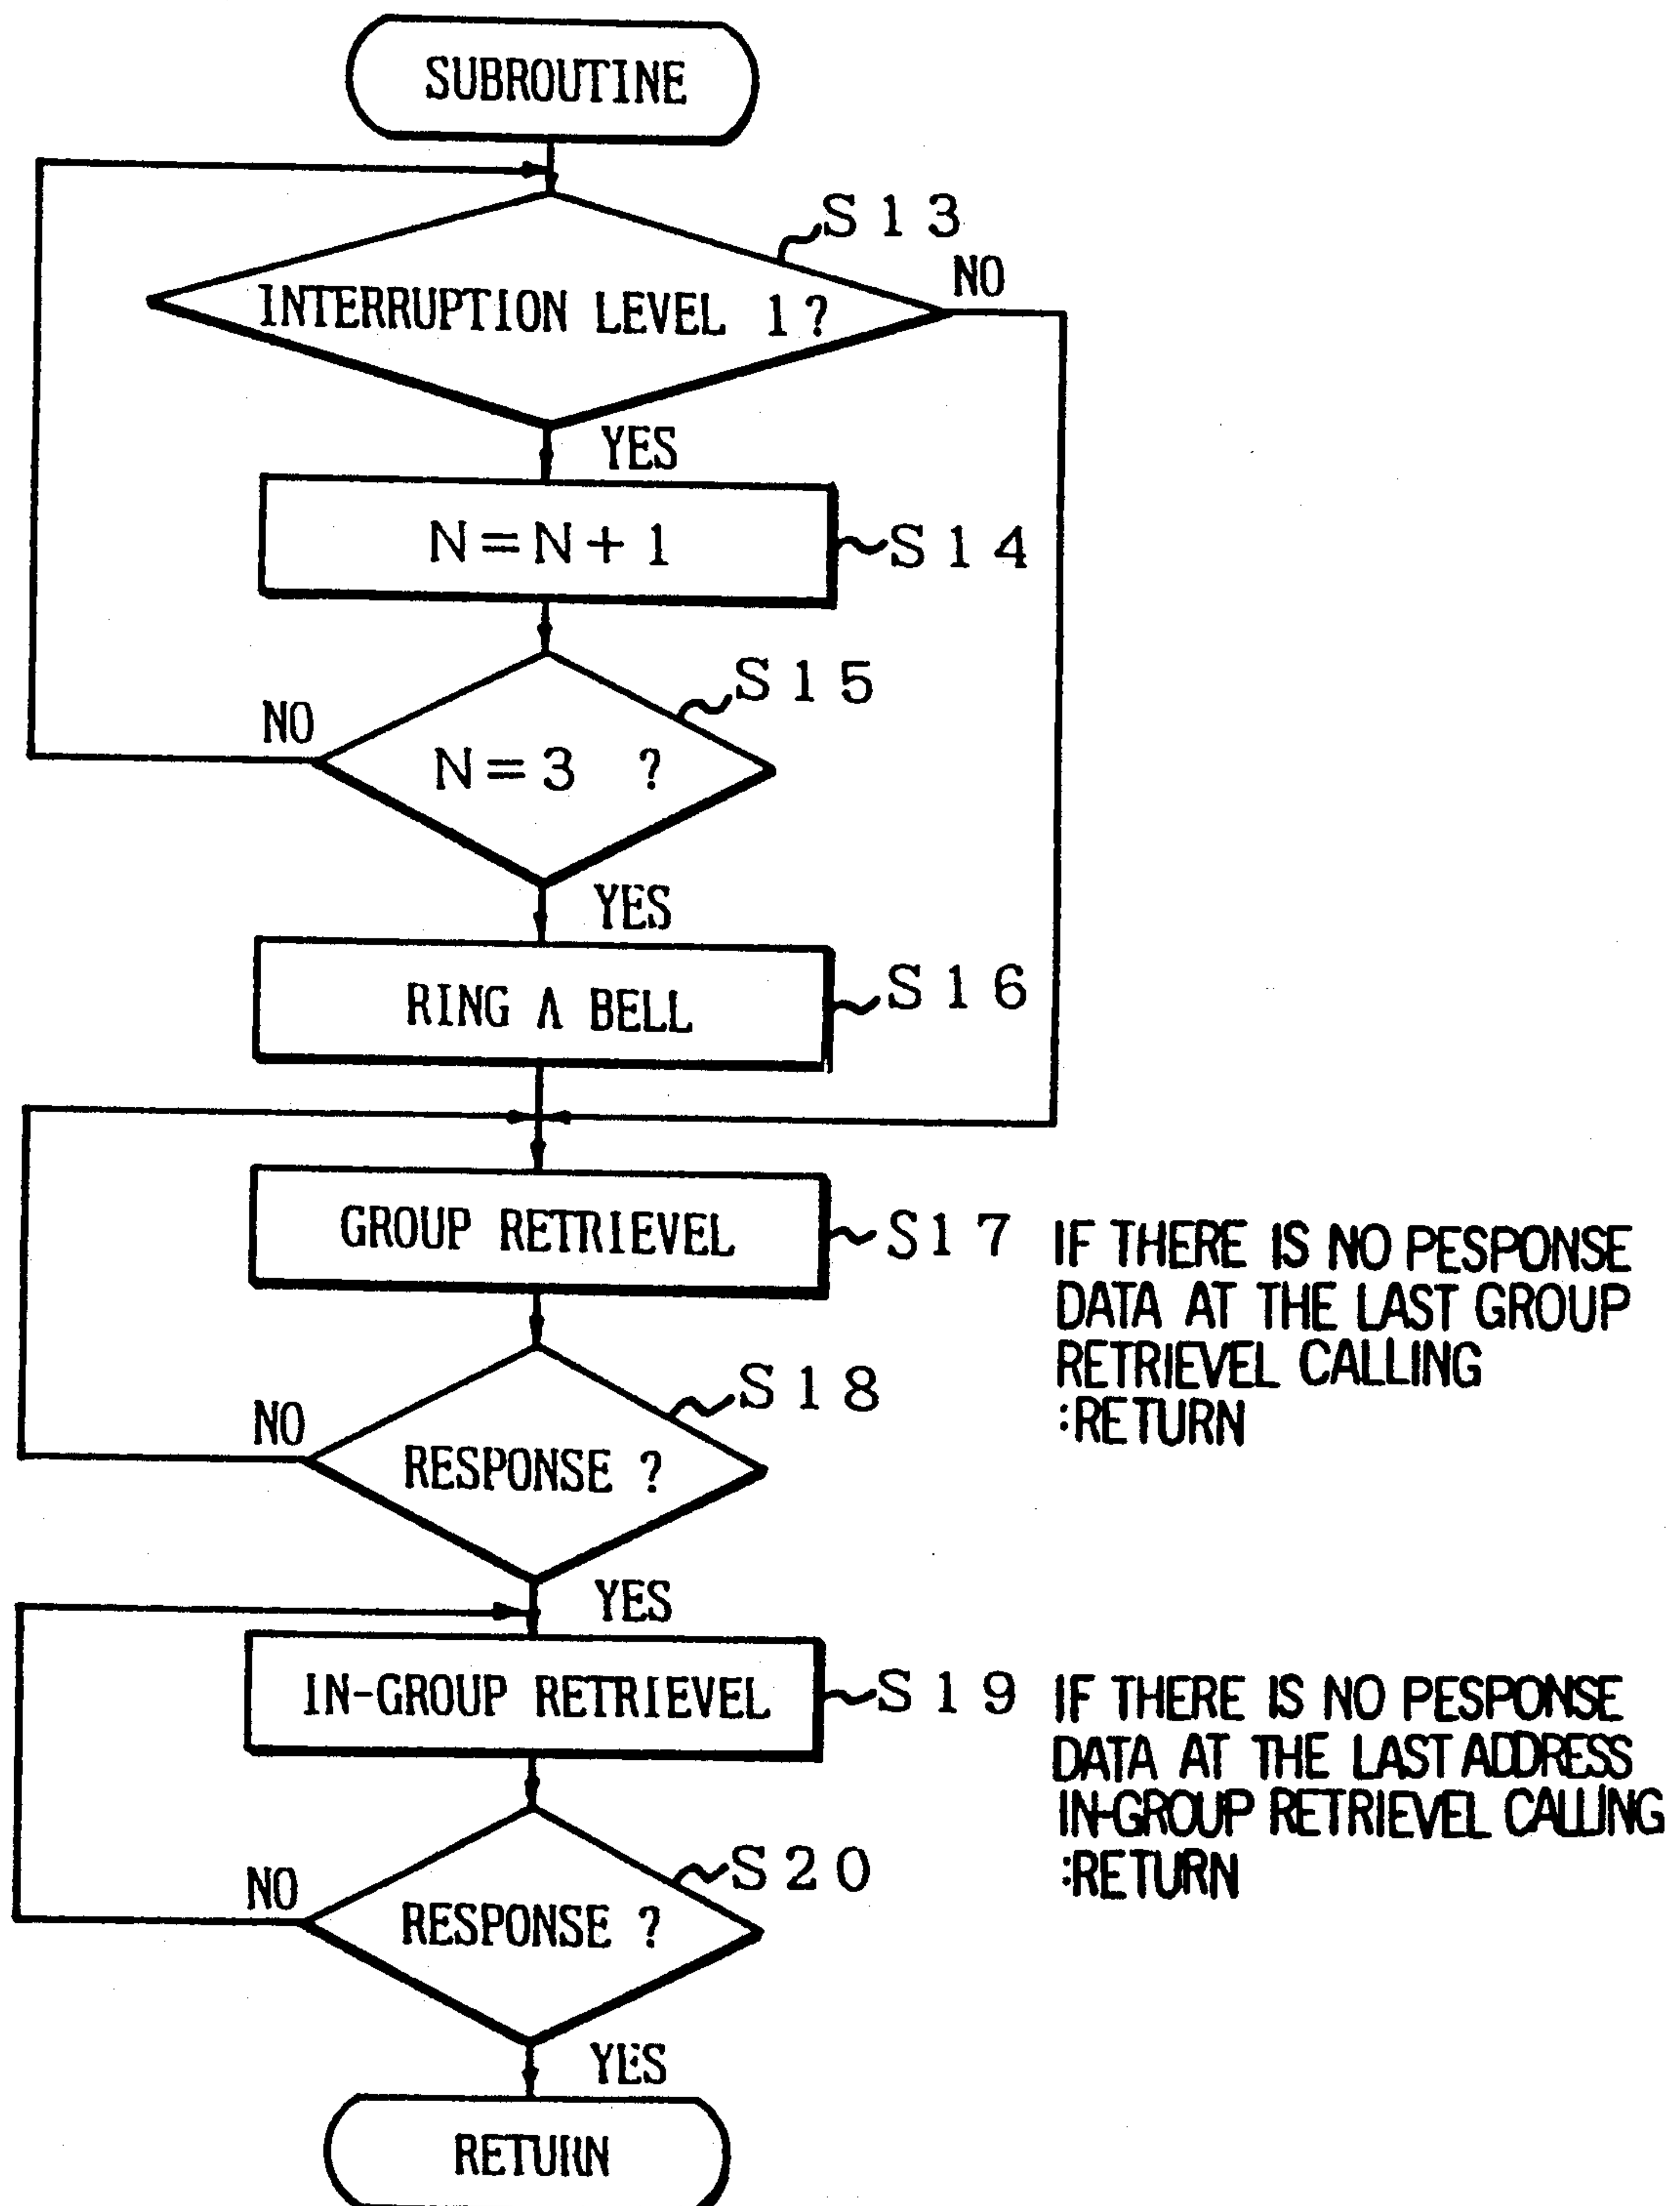 SUBROUTINE
S13
NO
INTERRUPTION LEVEL 1?
YES
N=N+1
S14
S15
NO
N=3 ?
YES
RING A BELL
S16
GROUP RETRIEVEL
S17
IF THERE IS NO PESPONSE
DATA AT THE LAST GROUP
RETRIEVEL CALLING
:RETURN
S18
NO
RESPONSE ?
YES
IN-GROUP RETRIEVEL
S19
IF THERE IS NO PESPONSE
DATA AT THE LAST ADDRESS
IN-GROUP RETRIEVEL CALLING
:RETURN
S20
NO
RESPONSE ?
YES
RETURN